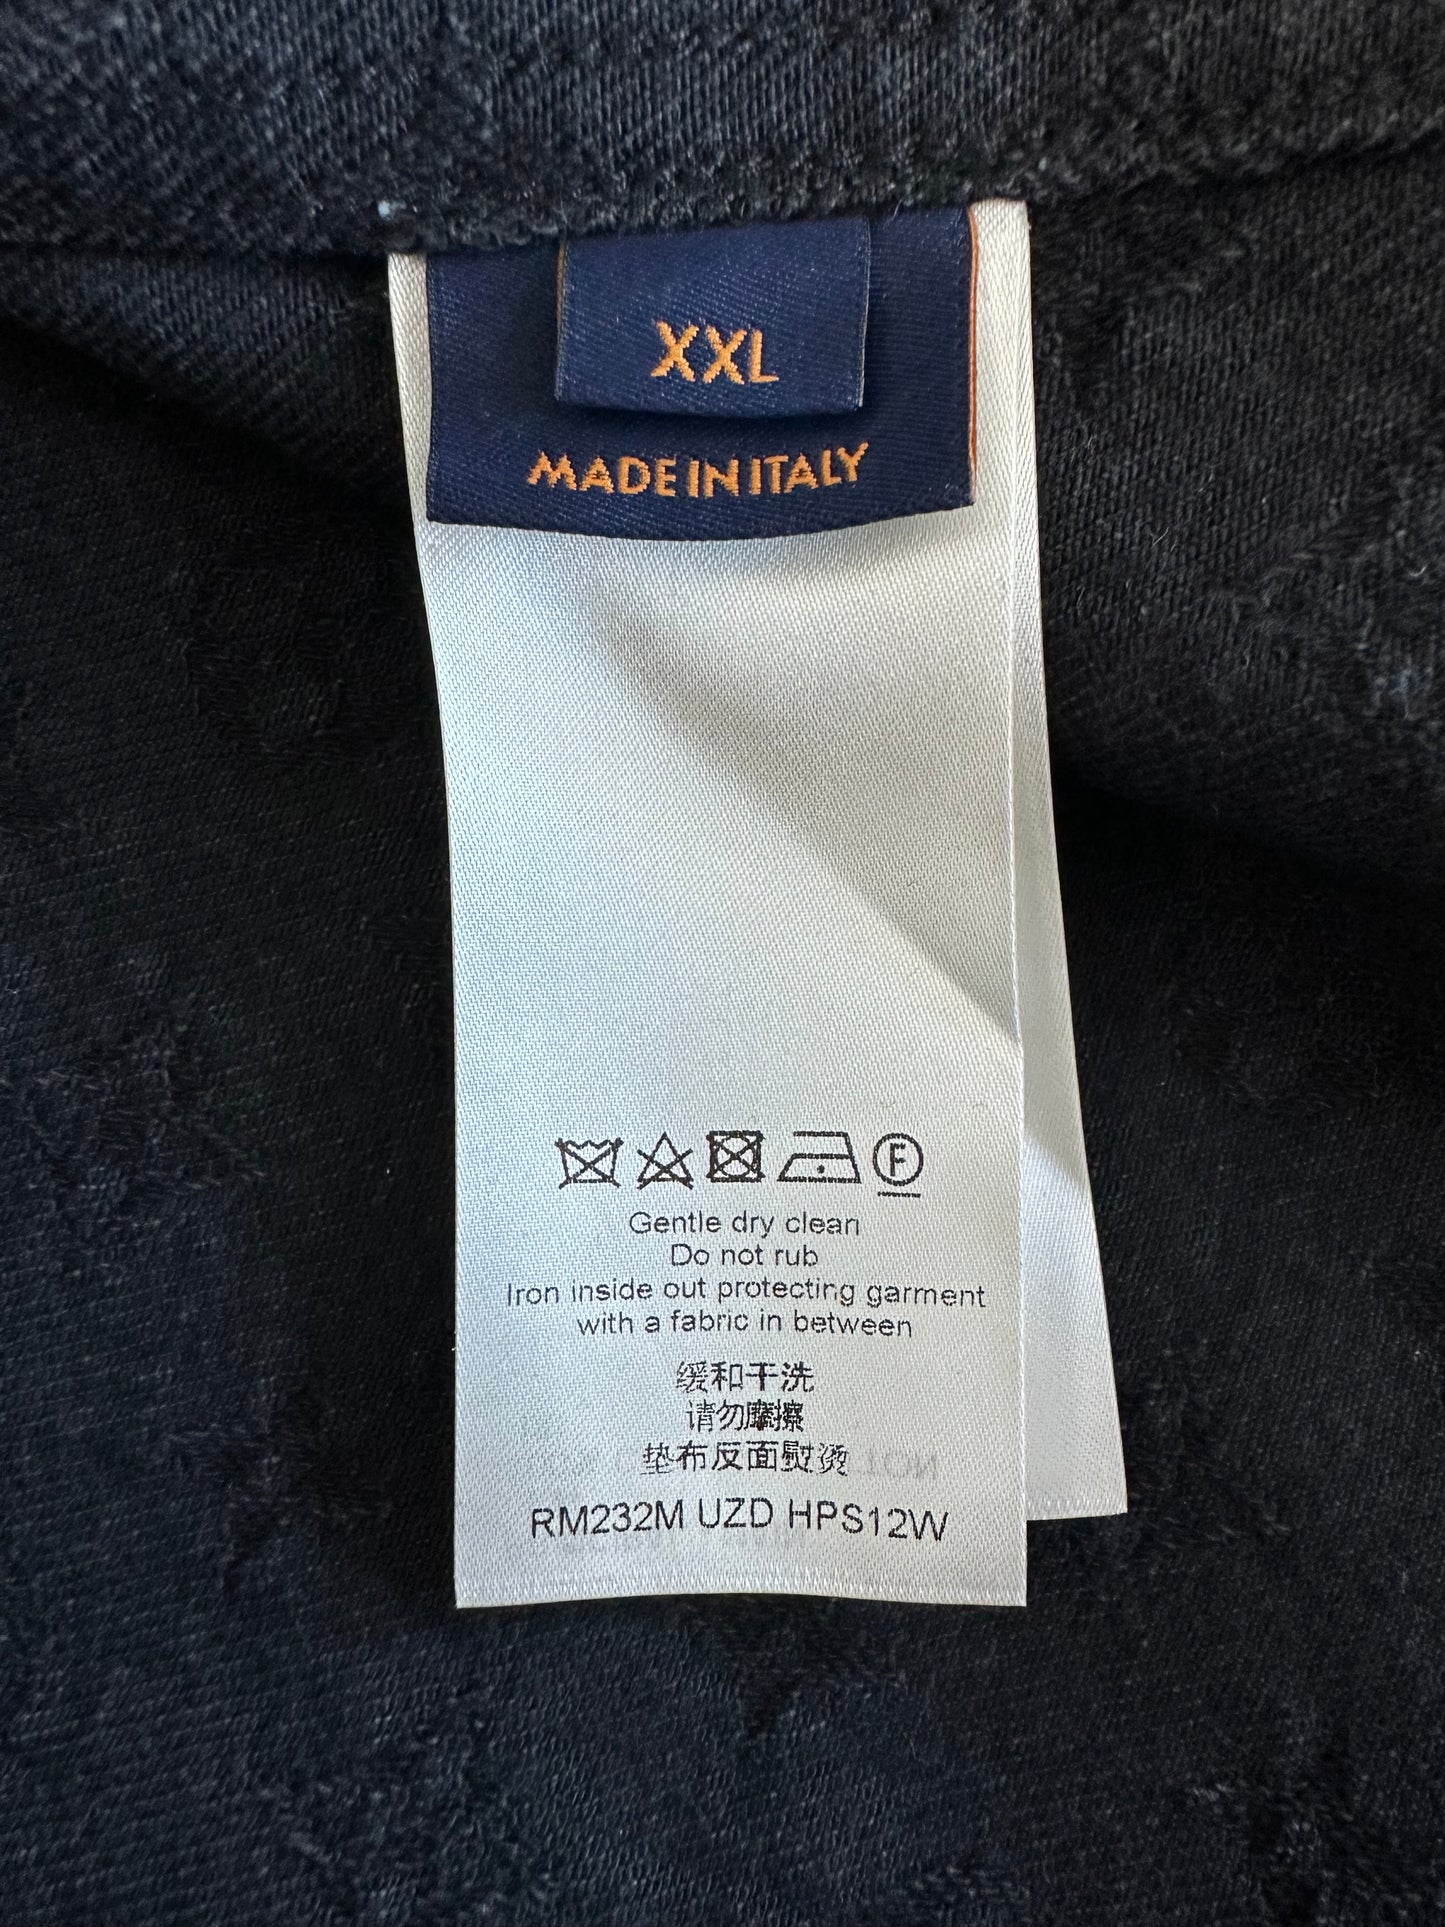 XXL
MADE IN ITALY
F
Gentle dry clean
Do not rub
Iron inside out protecting garment
with a fabric in between
缓和干洗
请勿摩擦
垫布反面熨烫
RM232M UZD HPS12W